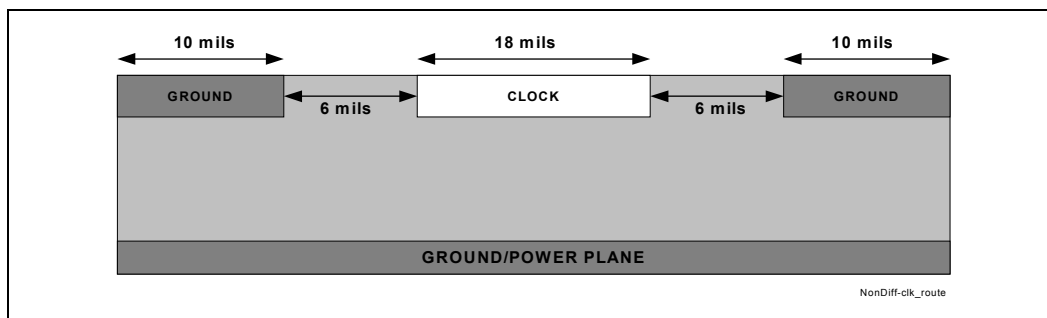 10 mils
18 mils
10 mils
GROUND
CLOCK
GROUND
6 mils
6 mils
GROUND/POWER PLANE
NonDiff-clk_route